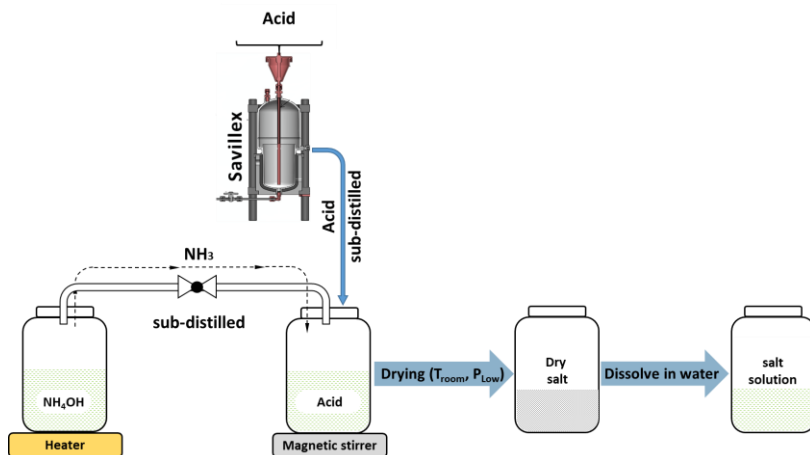 Acid
Savillex
Acid
sub-distilled
NH₃
sub-distilled
NH₄OH
Heater
Acid
Magnetic stirrer
Drying (Tᵣₒₒₘ, P_Low)
Dry
salt
Dissolve in water
salt
solution